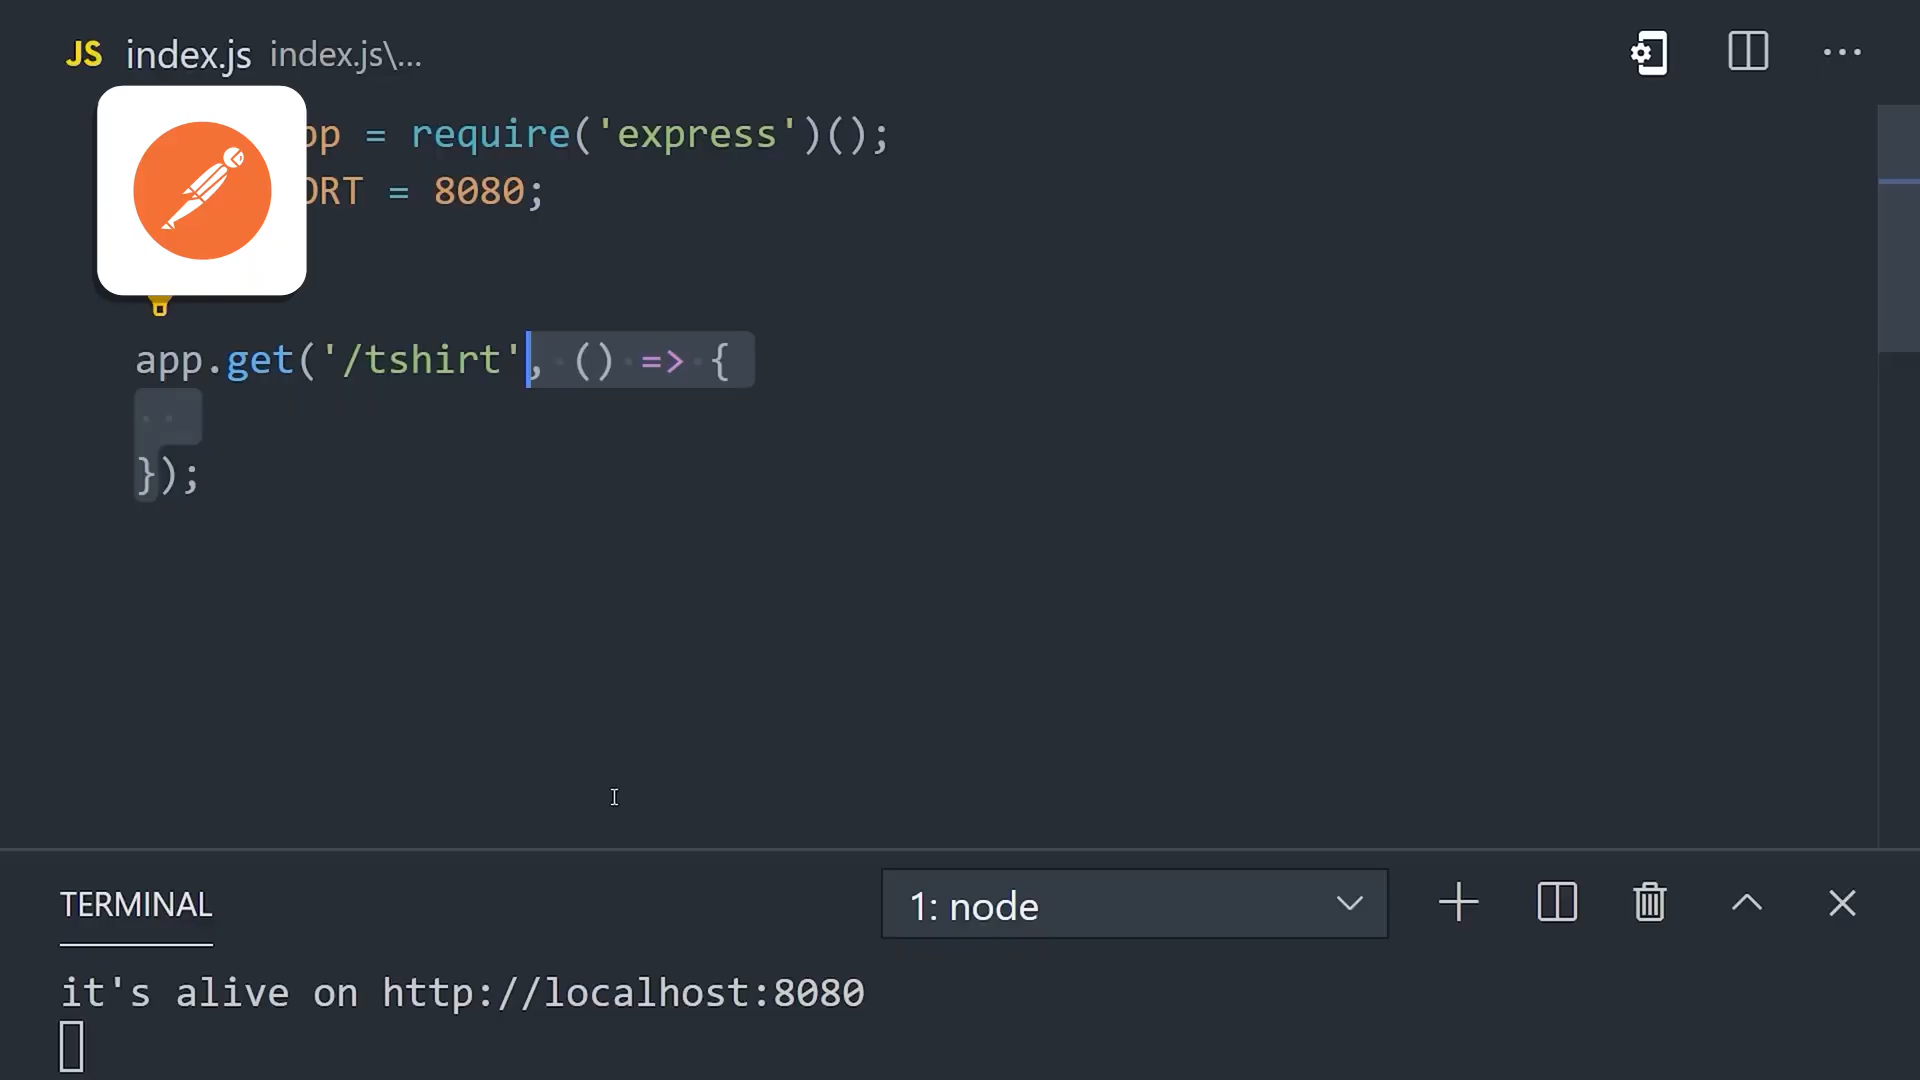 JS index.js index.js\...
pp = require('express')();
ORT = 8080;
app.get('/tshirt', () => {
});
TERMINAL
1: node
it's alive on http://localhost:8080